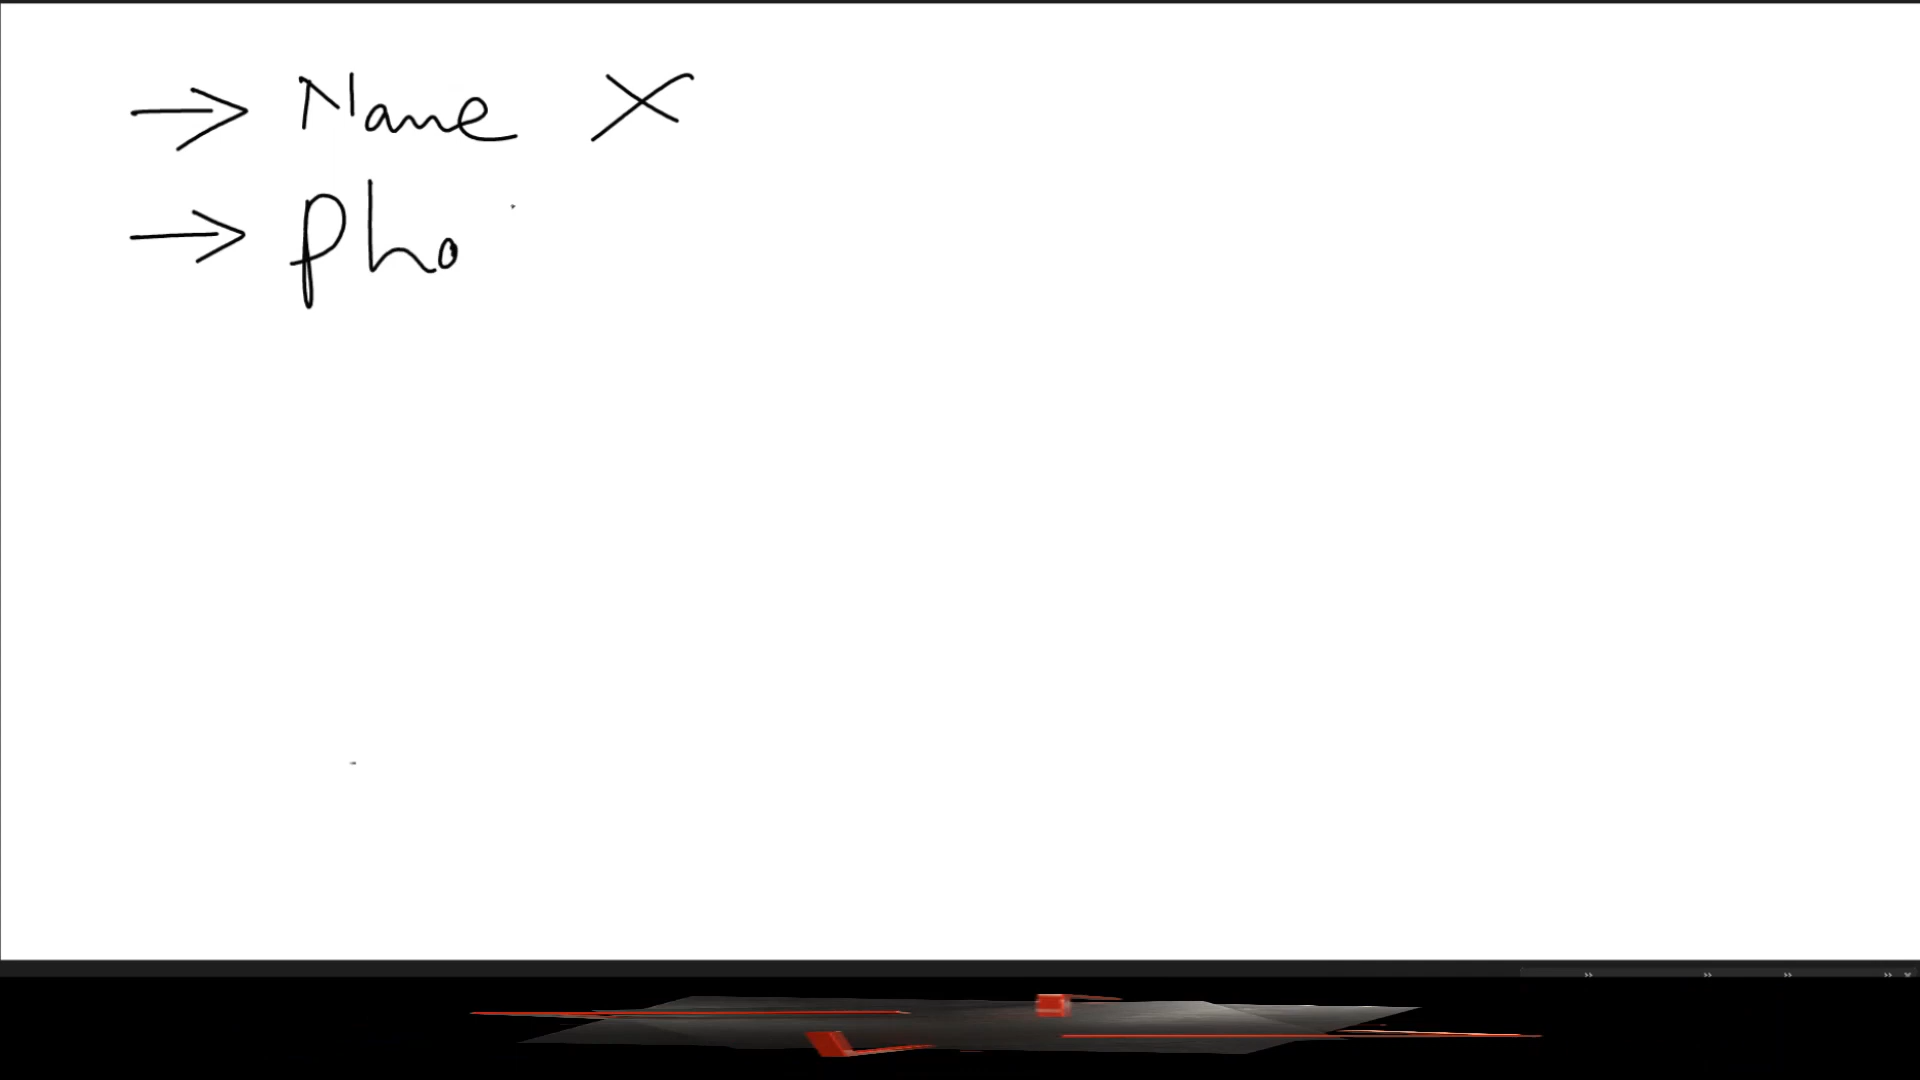 → Name X
→ Pho